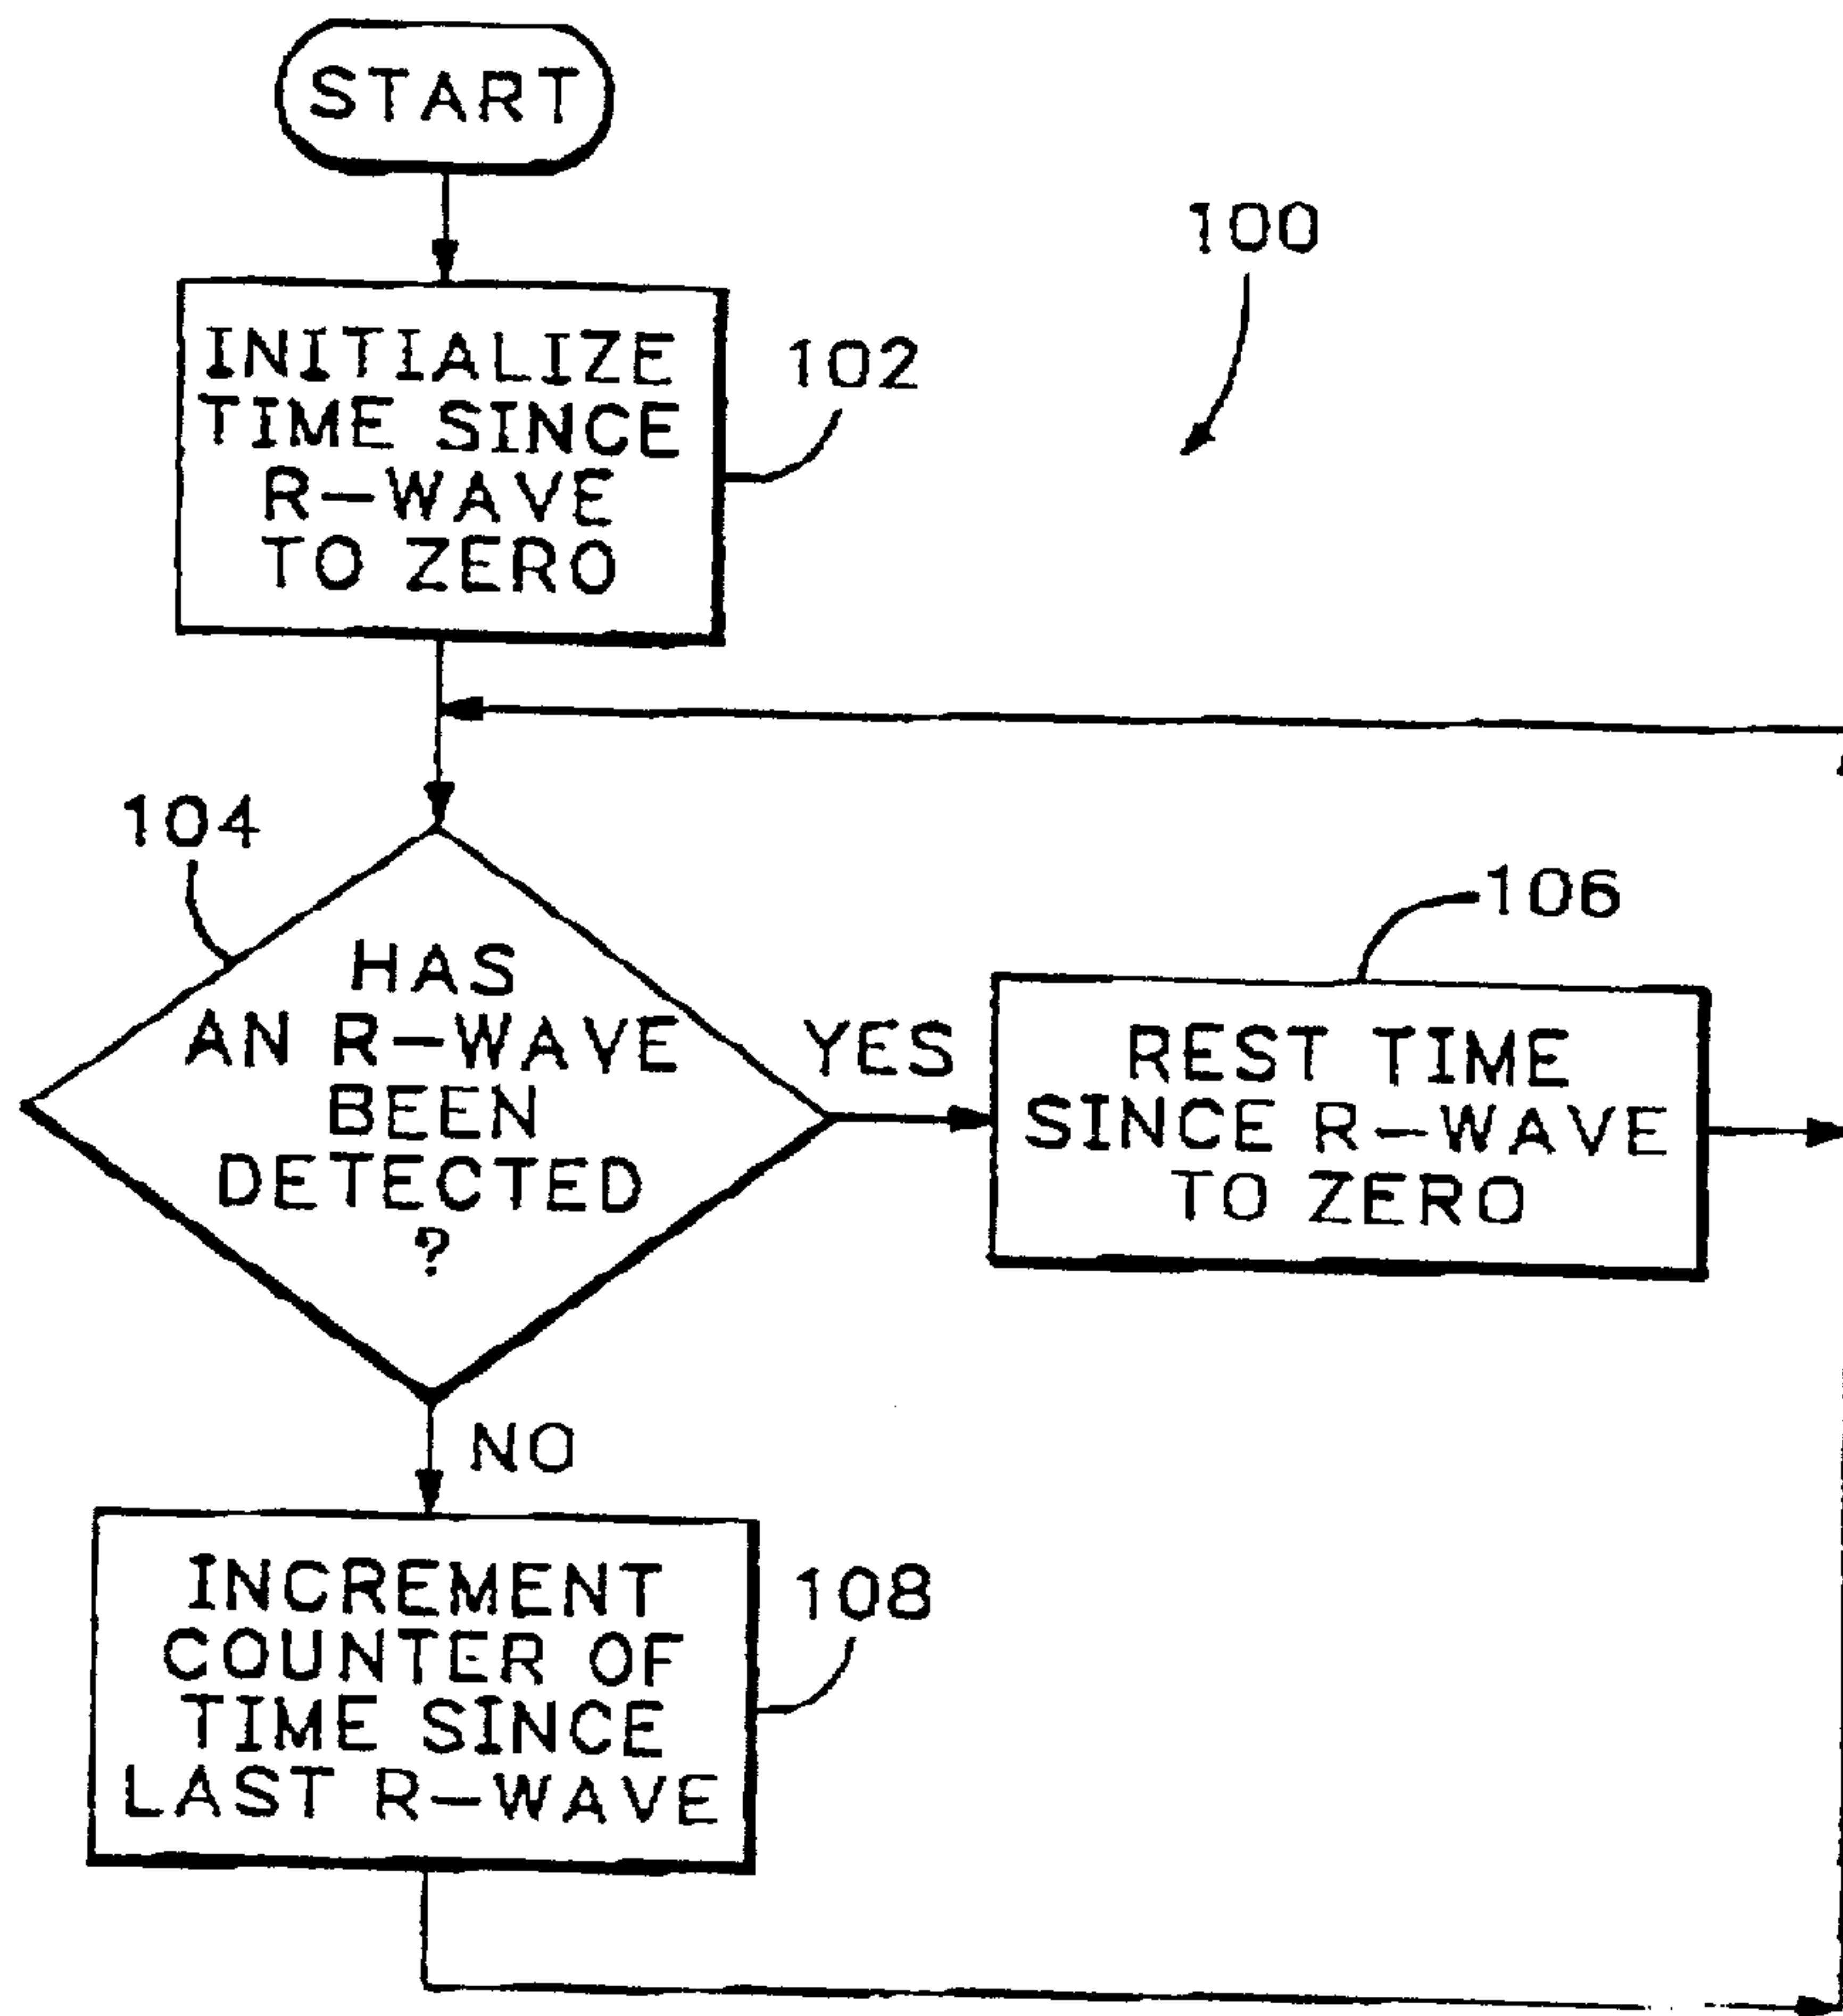 START
100
INITIALIZE
TIME SINCE
R-WAVE
TO ZERO
102
104
HAS
AN R-WAVE
BEEN
DETECTED
?
YES
106
REST TIME
SINCE R-WAVE
TO ZERO
NO
INCREMENT
COUNTER OF
TIME SINCE
LAST R-WAVE
108